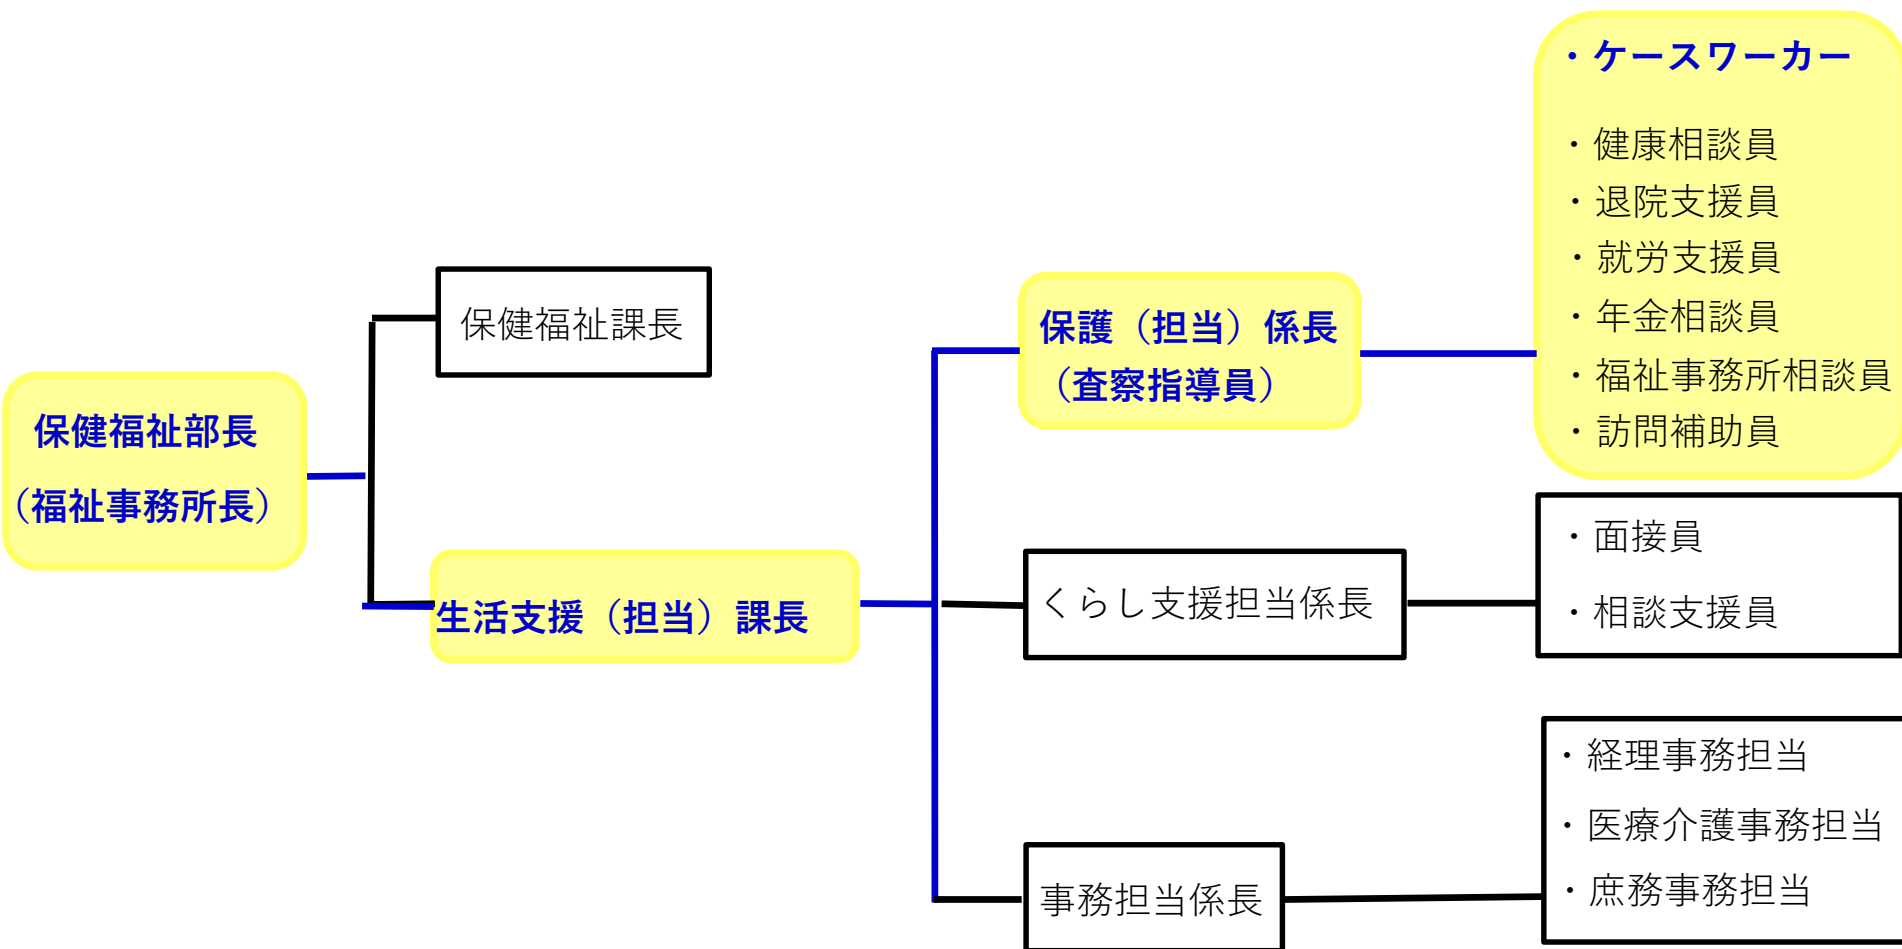 保健福祉部長
（福祉事務所長）
保健福祉課長
生活支援（担当）課長
保護（担当）係長
（査察指導員）
くらし支援担当係長
事務担当係長
・ケースワーカー
・健康相談員
・退院支援員
・就労支援員
・年金相談員
・福祉事務所相談員
・訪問補助員
・面接員
・相談支援員
・経理事務担当
・医療介護事務担当
・庶務事務担当